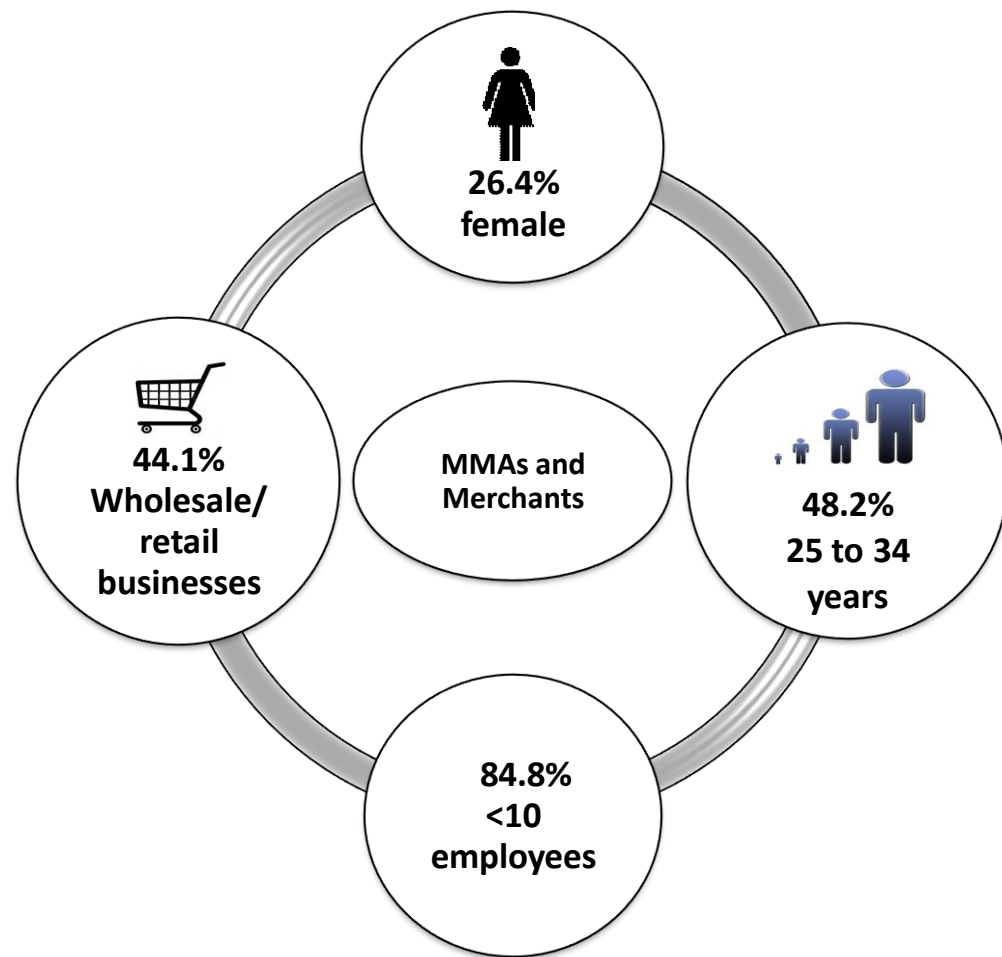 26.4%
female
44.1%
Wholesale/
retail
businesses
MMAs and
Merchants
48.2%
25 to 34
years
84.8%
<10
employees